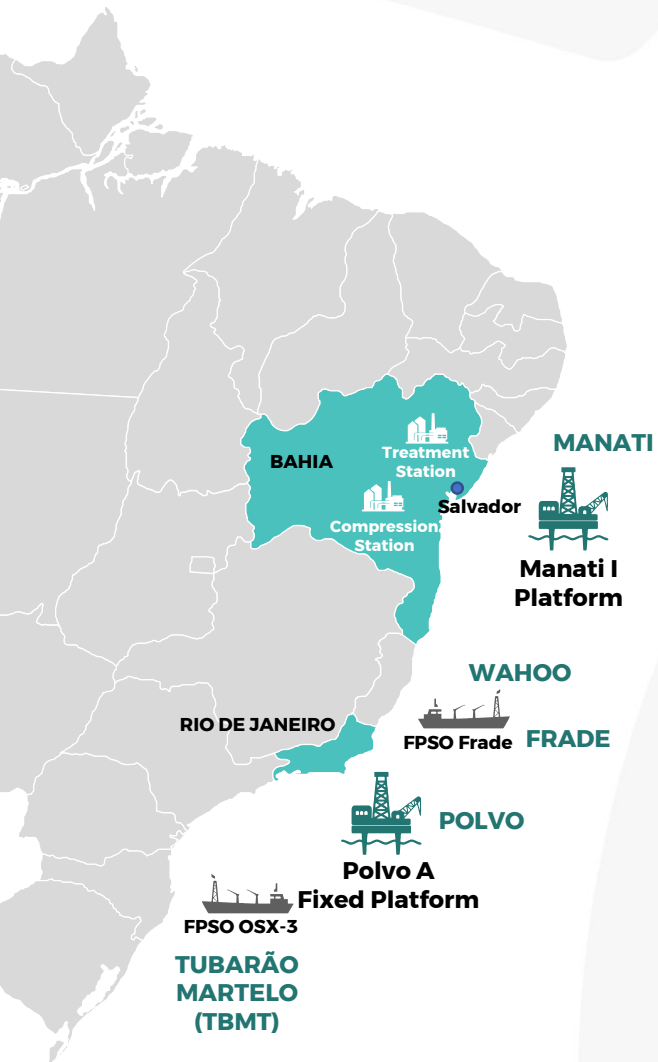 BAHIA
Treatment
Station
Compression
Station
Salvador
MANATI
Manati I
Platform
WAHOO
RIO DE JANEIRO
FPSO Frade
FRADE
POLVO
Polvo A
Fixed Platform
FPSO OSX-3
TUBARÃO
MARTELO
(TBMT)